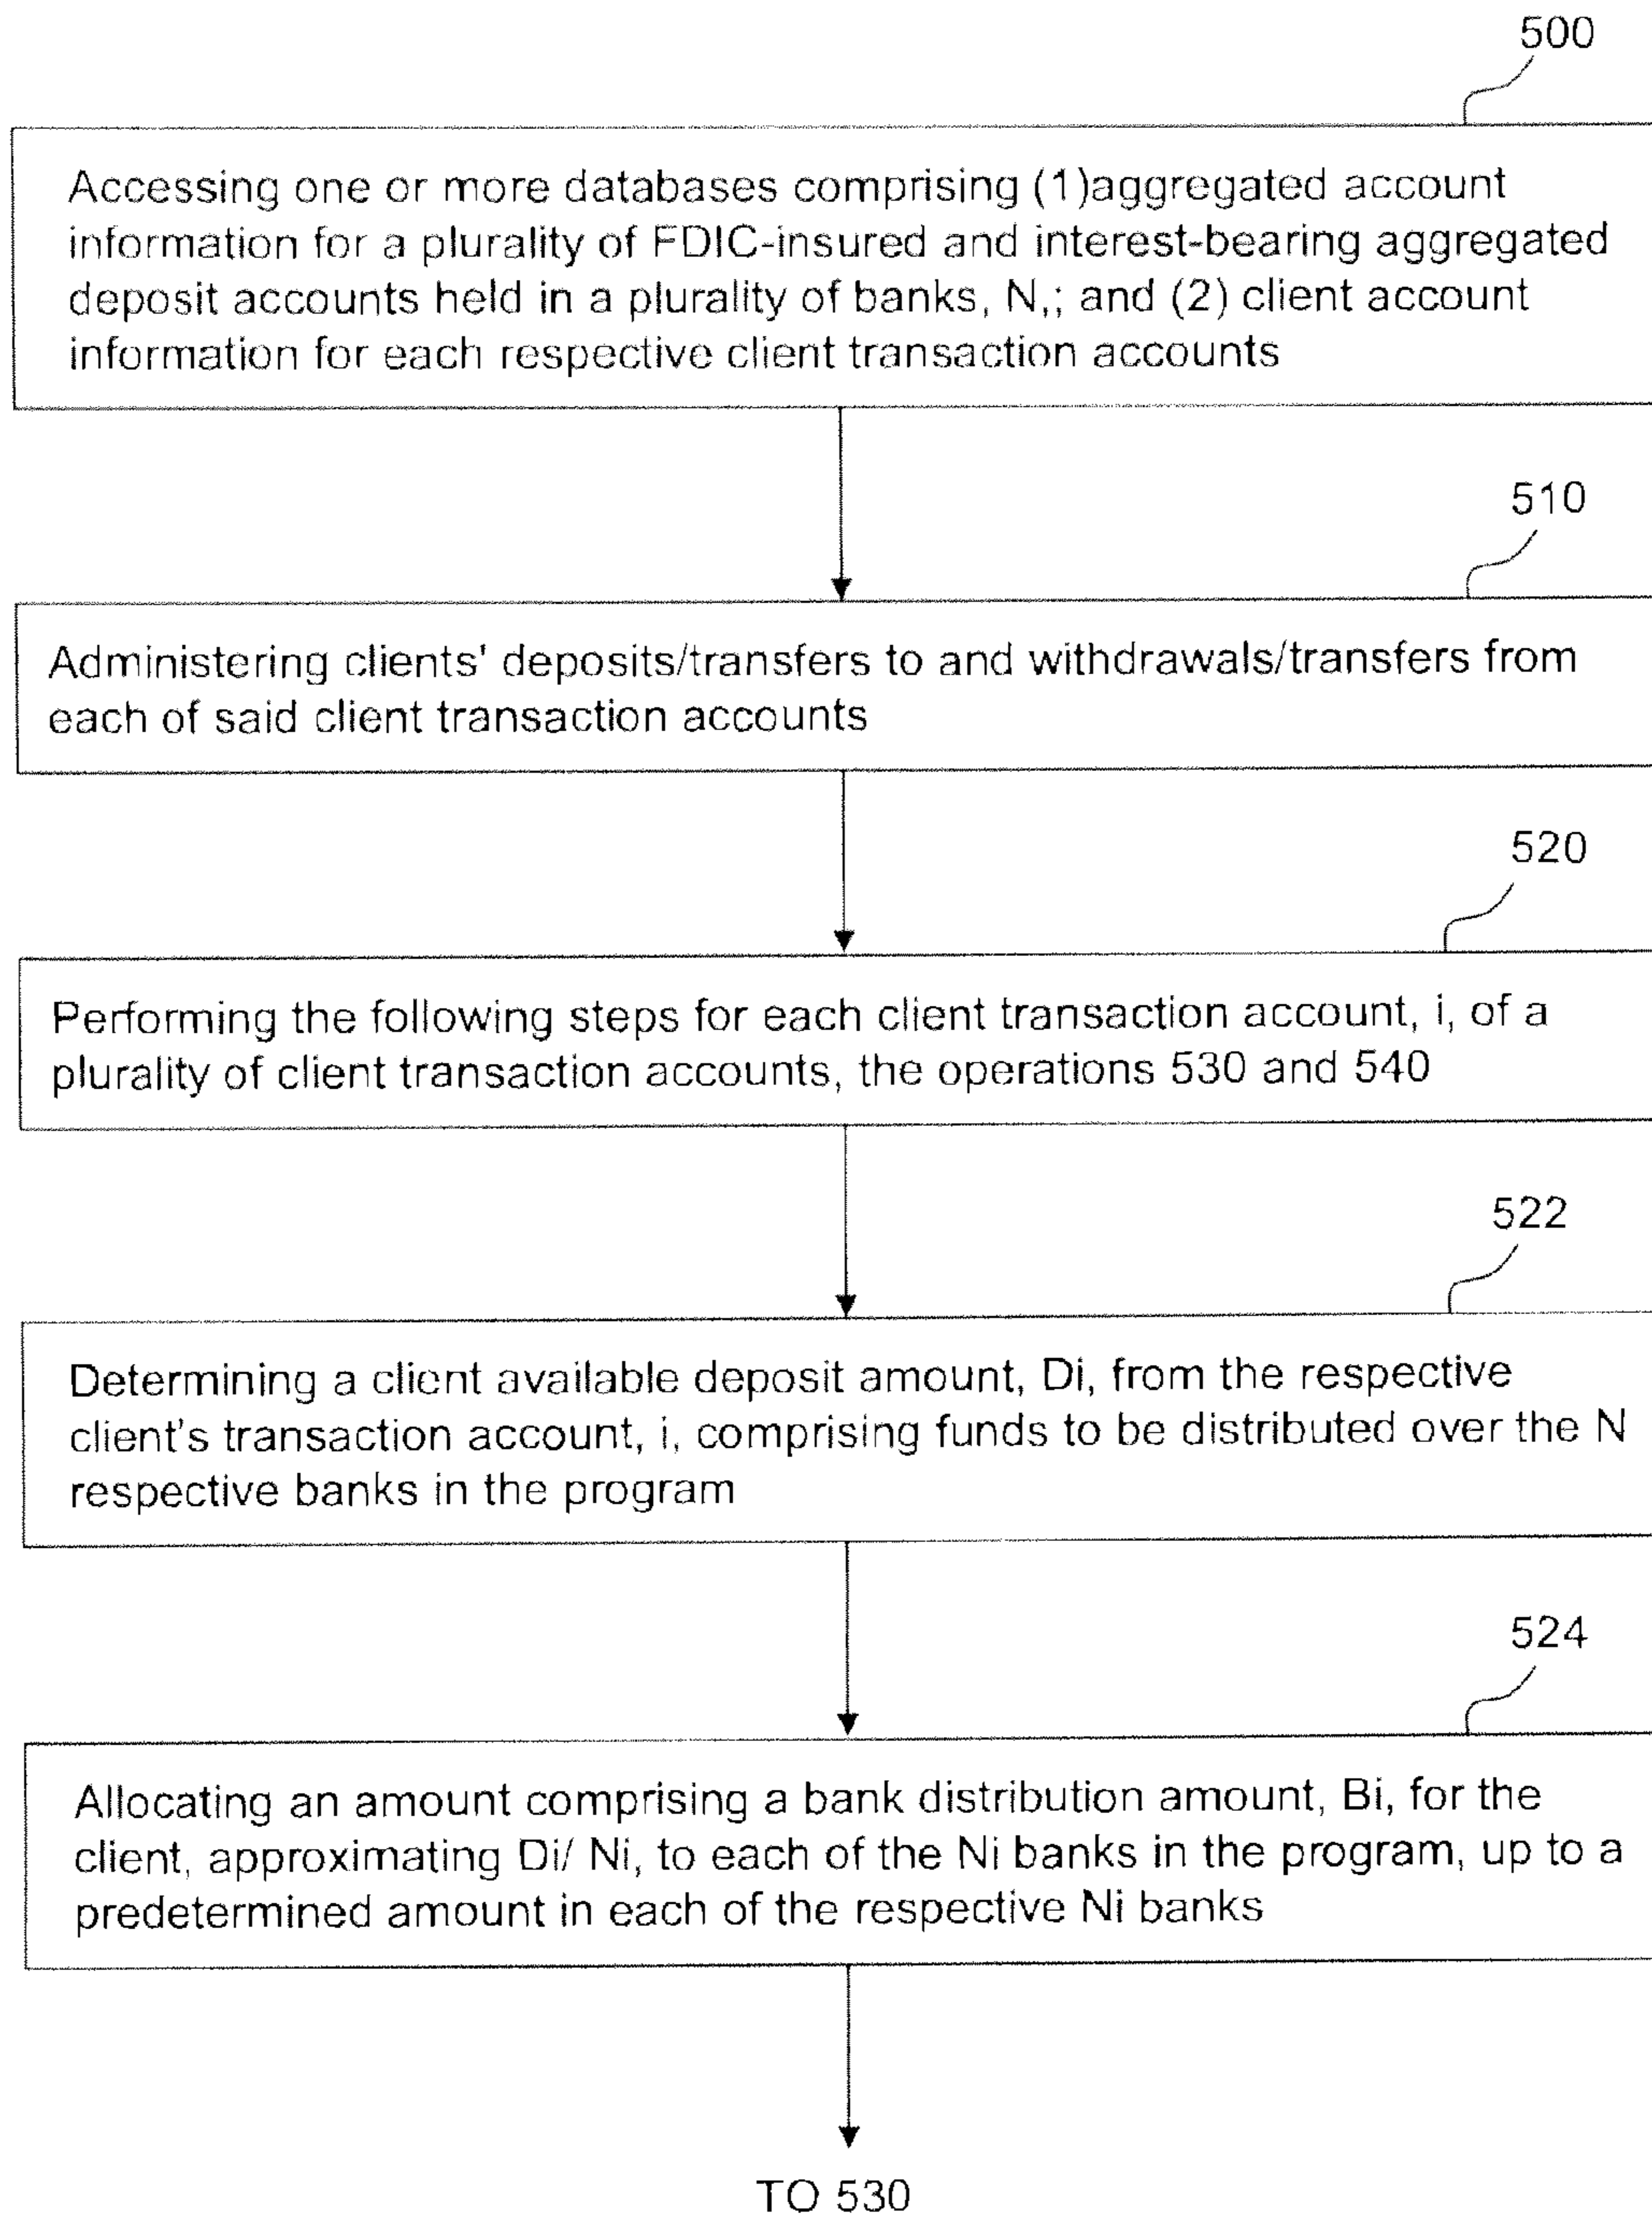 500
Accessing one or more databases comprising (1)aggregated account
information for a plurality of FDIC-insured and interest-bearing aggregated
deposit accounts held in a plurality of banks, N,; and (2) client account
information for each respective client transaction accounts
510
Administering clients' deposits/transfers to and withdrawals/transfers from
each of said client transaction accounts
520
Performing the following steps for each client transaction account, i, of a
plurality of client transaction accounts, the operations 530 and 540
522
Determining a client available deposit amount, Di, from the respective
client's transaction account, i, comprising funds to be distributed over the N
respective banks in the program
524
Allocating an amount comprising a bank distribution amount, Bi, for the
client, approximating Di/ Ni, to each of the Ni banks in the program, up to a
predetermined amount in each of the respective Ni banks
TO 530